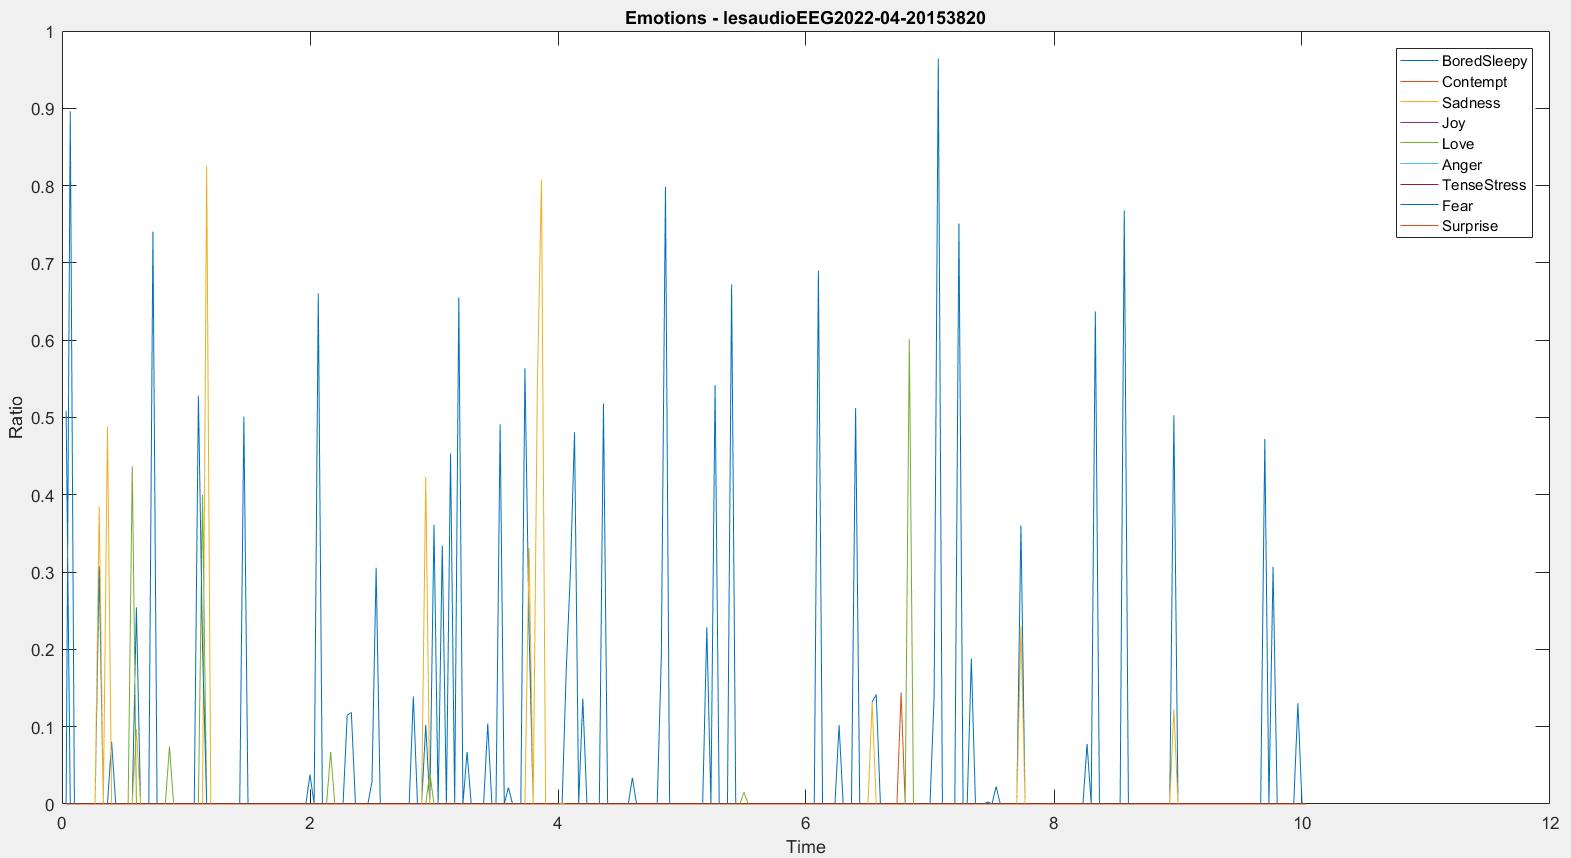 Emotions - lesaudioEEG2022-04-20153820
1
0.9
0.8
0.7
0.6
0.5
0.4
0.3
0.2
0.1
0
Ratio
BoredSleepy
Contempt
Sadness
Joy
Love
Anger
TenseStress
Fear
Surprise
0 2 4 6 8 10 12
Time